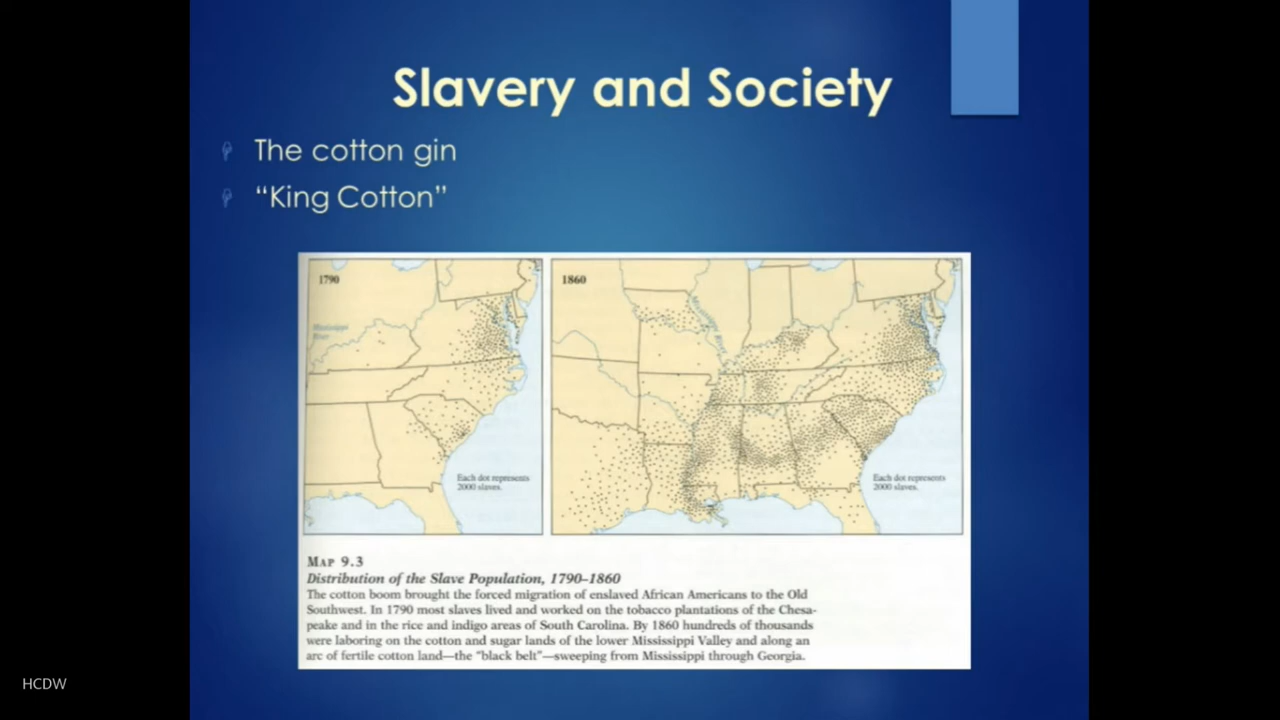 Slavery and Society
The cotton gin
“King Cotton”
1790
Mississippi
River
Each dot represents
2000 slaves.
1860
Each dot represents
2000 slaves.
MAP 9.3
Distribution of the Slave Population, 1790–1860
The cotton boom brought the forced migration of enslaved African Americans to the Old
Southwest. In 1790 most slaves lived and worked on the tobacco plantations of the Chesa-
peake and in the rice and indigo areas of South Carolina. By 1860 hundreds of thousands
were laboring on the cotton and sugar lands of the lower Mississippi Valley and along an
arc of fertile cotton land—the "black belt"—sweeping from Mississippi through Georgia.
HCDW